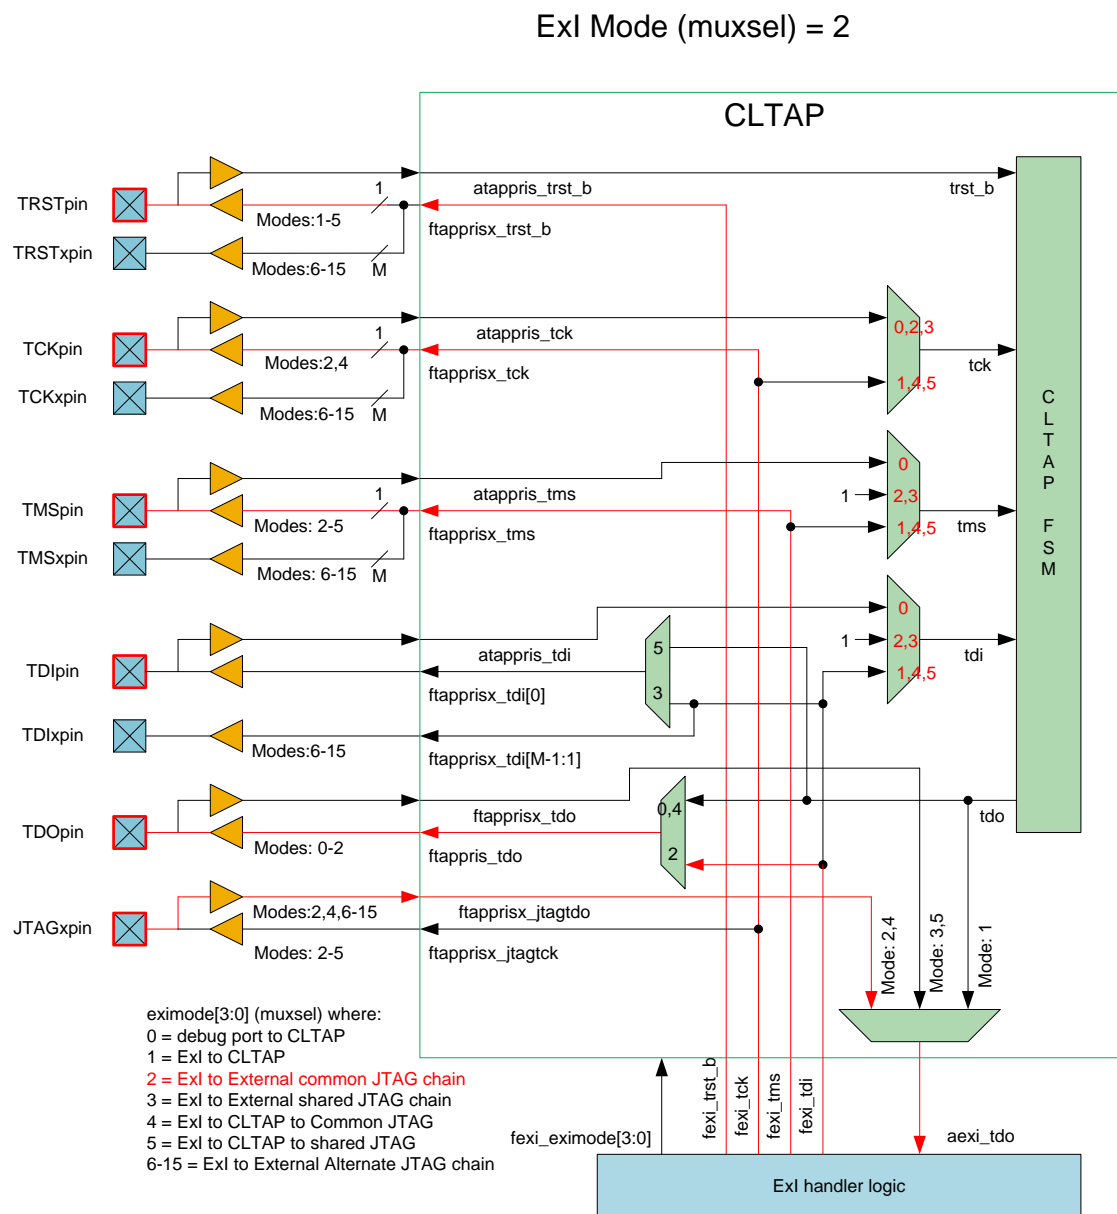 ExI Mode (muxsel) = 2
CLTAP
TRSTpin
1
atappris_trst_b
trst_b
Modes:1-5
ftapprisx_trst_b
TRSTxpin
Modes:6-15
M
TCKpin
1
atappris_tck
0,2,3
Modes:2,4
ftapprisx_tck
tck
TCKxpin
1,4,5
Modes:6-15
M
CLTAP FSM
TMSpin
1
atappris_tms
0
1
2,3
Modes: 2-5
ftapprisx_tms
1,4,5
tms
TMSxpin
Modes: 6-15
M
0
1
2,3
TDIpin
atappris_tdi
5
tdi
1,4,5
ftapprisx_tdi[0]
3
TDIxpin
Modes:6-15
ftapprisx_tdi[M-1:1]
TDOpin
ftapprisx_tdo
0,4
tdo
Modes: 0-2
ftappris_tdo
2
JTAGxpin
Modes:2,4,6-15
ftapprisx_jtagtdo
Modes: 2-5
ftapprisx_jtagtck
Mode: 2,4
Mode: 3,5
Mode: 1
eximode[3:0] (muxsel) where:
0 = debug port to CLTAP
1 = ExI to CLTAP
2 = ExI to External common JTAG chain
3 = ExI to External shared JTAG chain
4 = ExI to CLTAP to Common JTAG
5 = ExI to CLTAP to shared JTAG
6-15 = ExI to External Alternate JTAG chain
fexi_eximode[3:0]
fexi_trst_b
fexi_tck
fexi_tms
fexi_tdi
aexi_tdo
ExI handler logic